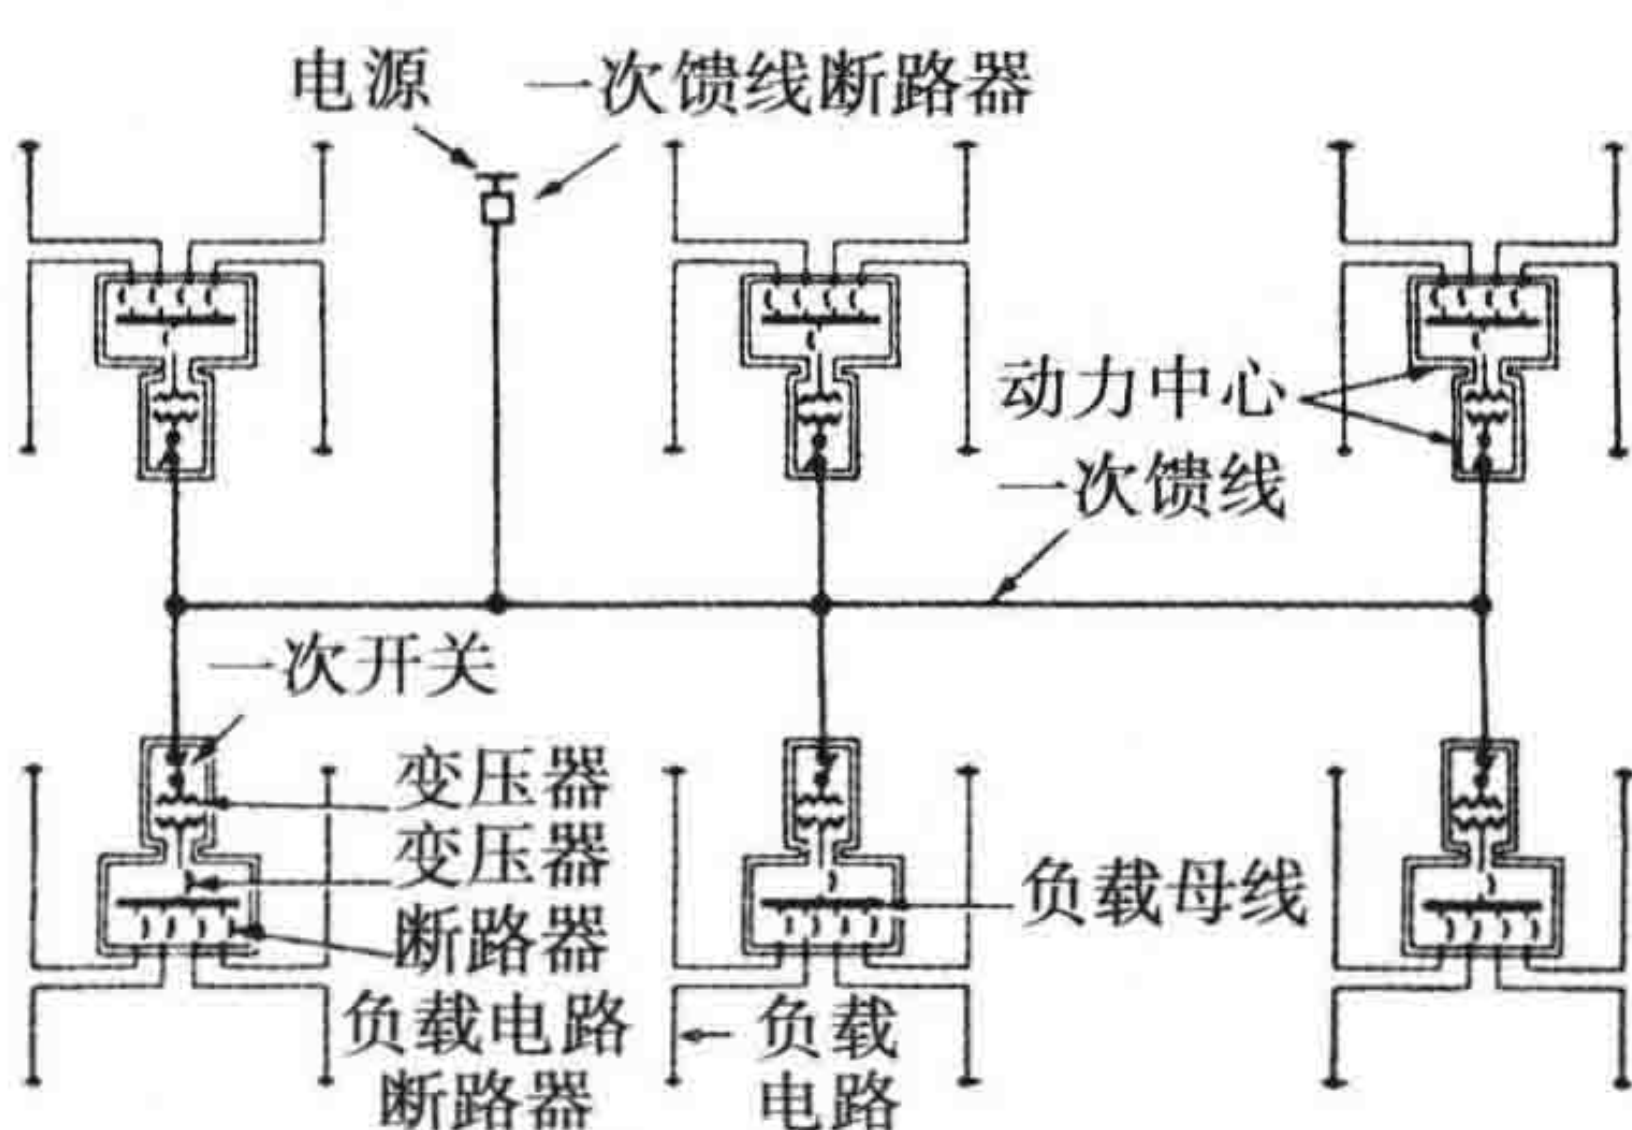 电源
一次馈线断路器
动力中心
一次馈线
一次开关
变压器
变压器
断路器
负载电路
断路器
负载母线
负载
电路